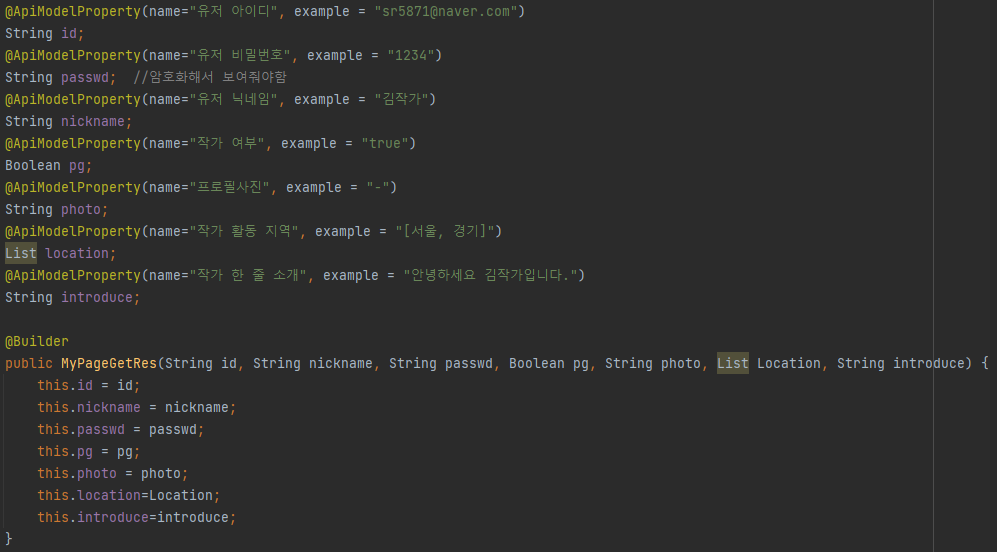 @ApiModelProperty(name="유저 아이디", example = "sr5871@naver.com")
String id;
@ApiModelProperty(name="유저 비밀번호", example = "1234")
String passwd;  //암호화해서 보여줘야함
@ApiModelProperty(name="유저 닉네임", example = "김작가")
String nickname;
@ApiModelProperty(name="작가 여부", example = "true")
Boolean pg;
@ApiModelProperty(name="프로필사진", example = "-")
String photo;
@ApiModelProperty(name="작가 활동 지역", example = "[서울, 경기]")
List location;
@ApiModelProperty(name="작가 한 줄 소개", example = "안녕하세요 김작가입니다.")
String introduce;

@Builder
public MyPageGetRes(String id, String nickname, String passwd, Boolean pg, String photo, List Location, String introduce) {
    this.id = id;
    this.nickname = nickname;
    this.passwd = passwd;
    this.pg = pg;
    this.photo = photo;
    this.location=Location;
    this.introduce=introduce;
}